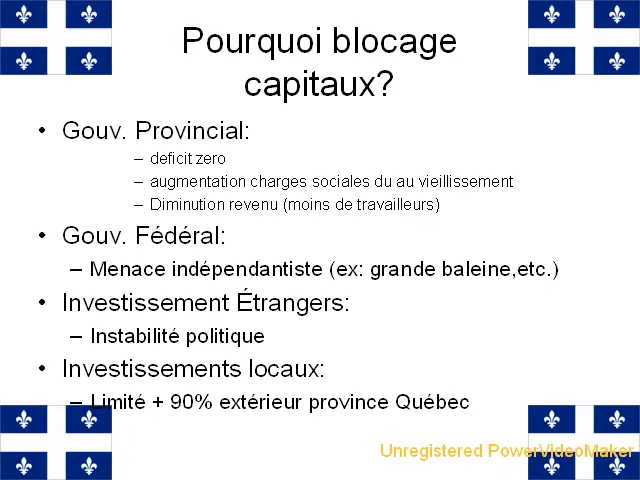 Pourquoi blocage
capitaux?
• Gouv. Provincial:
– deficit zero
– augmentation charges sociales du au vieillissement
– Diminution revenu (moins de travailleurs)
• Gouv. Fédéral:
– Menace indépendantiste (ex: grande baleine,etc.)
• Investissement Étrangers:
– Instabilité politique
• Investissements locaux:
– Limité + 90% extérieur province Québec
Unregistered PowerVideoMaker